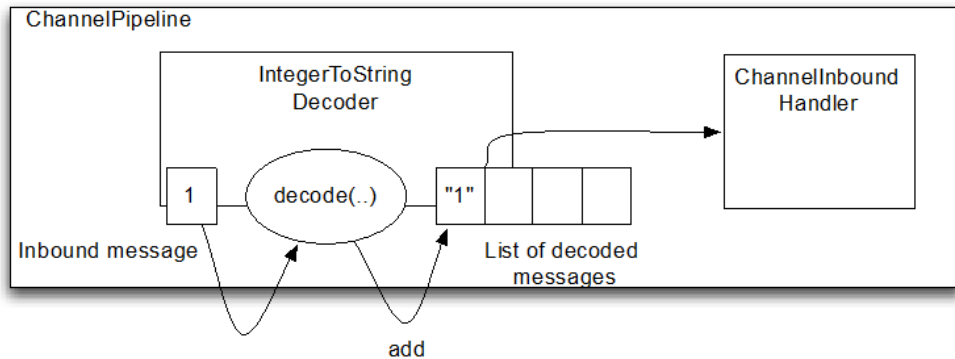 ChannelPipeline
IntegerToString
Decoder
ChannelInbound
Handler
1
decode(..)
"1"
Inbound message
List of decoded
messages
add